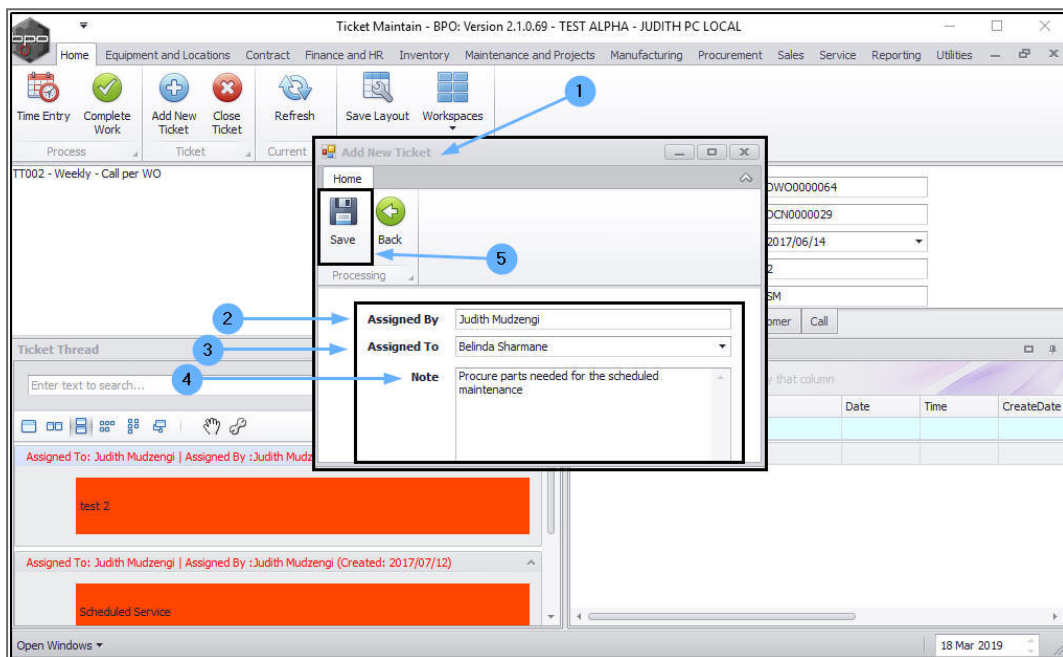 Ticket Maintain - BPO: Version 2.1.0.69 - TEST ALPHA - JUDITH PC LOCAL
bpo
Home Equipment and Locations Contract Finance and HR Inventory Maintenance and Projects Manufacturing Procurement Sales Service Reporting Utilities
Time Entry Complete Work Add New Ticket Close Ticket Refresh Save Layout Workspaces
Process Ticket Current
1
Add New Ticket
TT002 - Weekly - Call per WO
Home
Save Back
5
Processing
2
Assigned By Judith Mudzengi
3
Assigned To Belinda Sharmane
4
Note Procure parts needed for the scheduled
maintenance
OWO0000064
DCN0000029
2017/06/14
2
SM
omer Call
Ticket Thread
Enter text to search...
y that column
Date Time CreateDate
Assigned To: Judith Mudzengi | Assigned By :Judith Mudz
test 2
Assigned To: Judith Mudzengi | Assigned By :Judith Mudzengi (Created: 2017/07/12)
Scheduled Service
Open Windows
18 Mar 2019